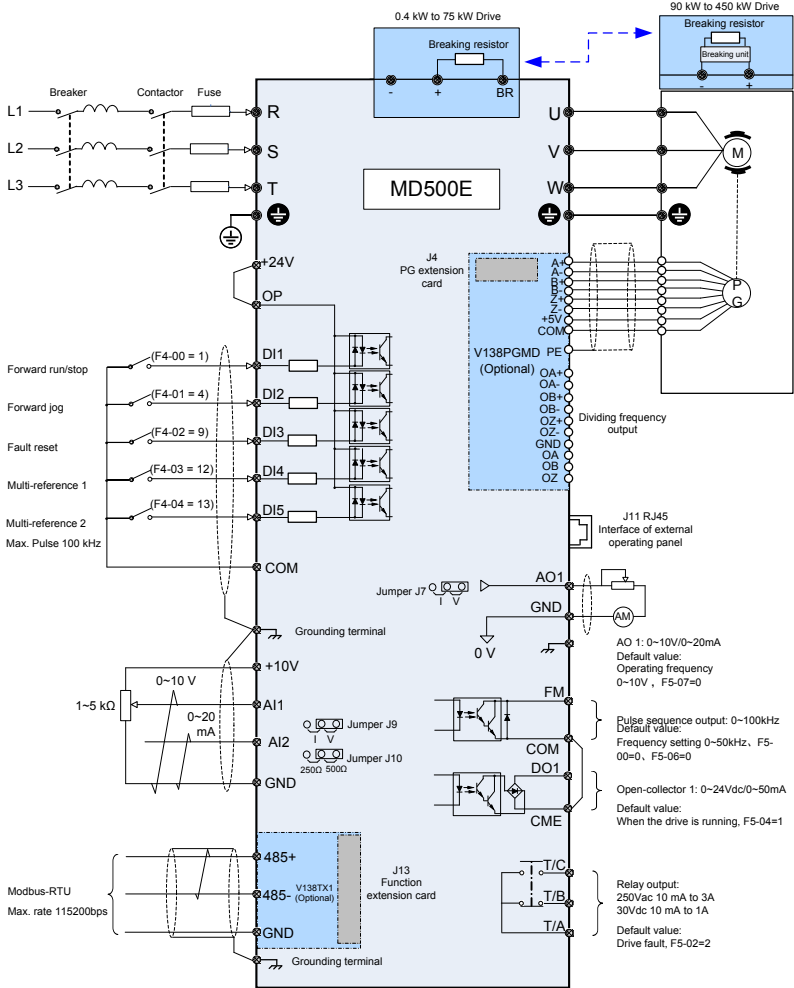 90 kW to 450 kW Drive
0.4 kW to 75 kW Drive
Breaking resistor
Breaking unit
- +
Breaking resistor
- + BR
Breaker Contactor Fuse
L1 R
L2 S
L3 T
U
V
W
M
MD500E
+24V
OP
J4
PG extension
card
A+
A-
B+
B-
Z+
Z-
+5V
COM
PE
P
G
V138PGMD
(Optional)
OA+
OA-
OB+
OB-
OZ+
OZ-
GND
OA
OB
OZ
Dividing frequency
output
Forward run/stop (F4-00 = 1) DI1
Forward jog (F4-01 = 4) DI2
Fault reset (F4-02 = 9) DI3
Multi-reference 1 (F4-03 = 12) DI4
Multi-reference 2 (F4-04 = 13) DI5
Max. Pulse 100 kHz
COM
J11 RJ45
Interface of external
operating panel
Jumper J7
I V
AO1
GND
0 V
AM
AO 1: 0~10V/0~20mA
Default value:
Operating frequency
0~10V ，F5-07=0
Grounding terminal
+10V
0~10 V
1~5 kΩ
AI1
0~20
mA
AI2
GND
Jumper J9
I V
Jumper J10
250Ω 500Ω
FM
COM
Pulse sequence output: 0~100kHz
Default value:
Frequency setting 0~50kHz、F5-
00=0、F5-06=0
DO1
CME
Open-collector 1: 0~24Vdc/0~50mA
Default value:
When the drive is running, F5-04=1
485+
485-
GND
V138TX1
(Optional)
J13
Function
extension card
Modbus-RTU
Max. rate 115200bps
Grounding terminal
T/C
T/B
T/A
Relay output:
250Vac 10 mA to 3A
30Vdc 10 mA to 1A
Default value:
Drive fault, F5-02=2